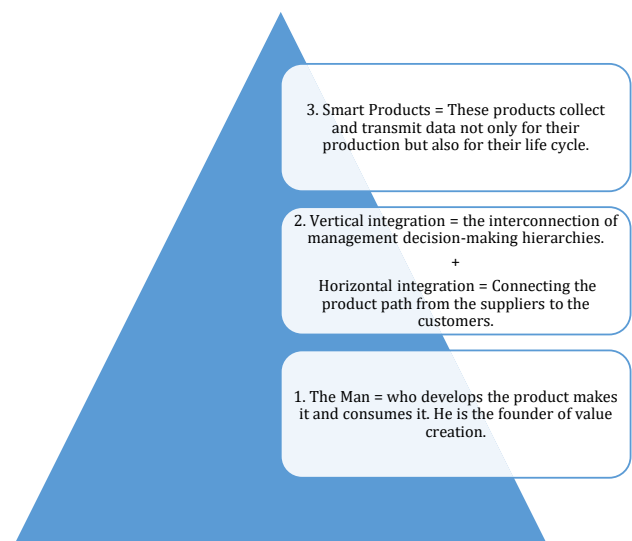 3. Smart Products = These products collect
and transmit data not only for their
production but also for their life cycle.
2. Vertical integration = the interconnection of
management decision-making hierarchies.
+
Horizontal integration = Connecting the
product path from the suppliers to the
customers.
1. The Man = who develops the product makes
it and consumes it. He is the founder of value
creation.